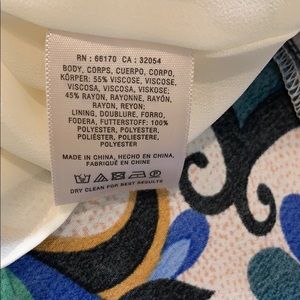 RN : 66170 CA : 32054
BODY, CORPS, CUERPO, CORPO,
KÖRPER: 55% VISCOSE, VISCOSE,
VISCOSA, VISCOSA, VISKOSE;
45% RAYON, RAYONNE, RAYON,
RAYON, REYON;
LINING, DOUBLURE, FORRO,
FODERA, FUTTERSTOFF: 100%
POLYESTER, POLYESTER,
POLIÉSTER, POLIESTERE,
POLYESTER
MADE IN CHINA, HECHO EN CHINA,
FABRIQUÉ EN CHINE
DRY CLEAN FOR BEST RESULTS